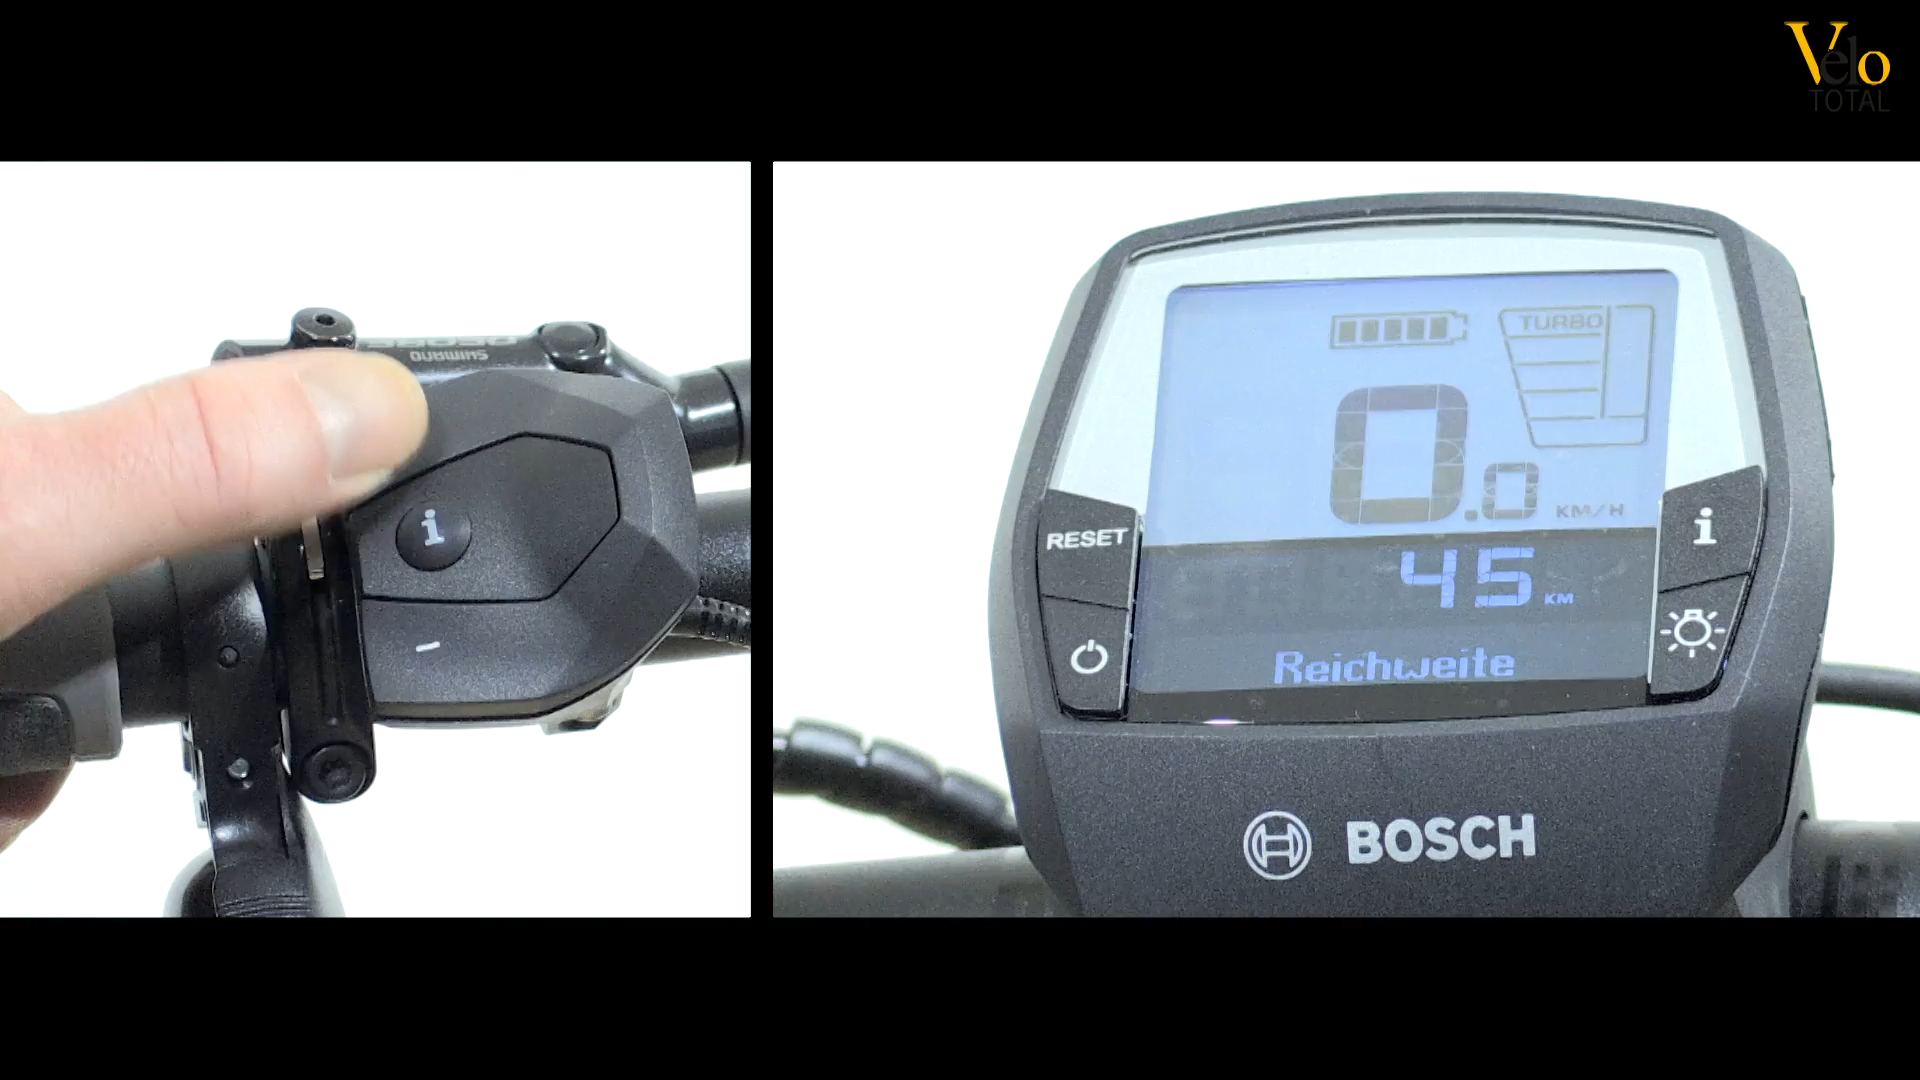 Velo
TOTAL
SHIMANO
i
-
TURBO
0.0 KM/H
RESET
i
45 KM
Reichweite
BOSCH